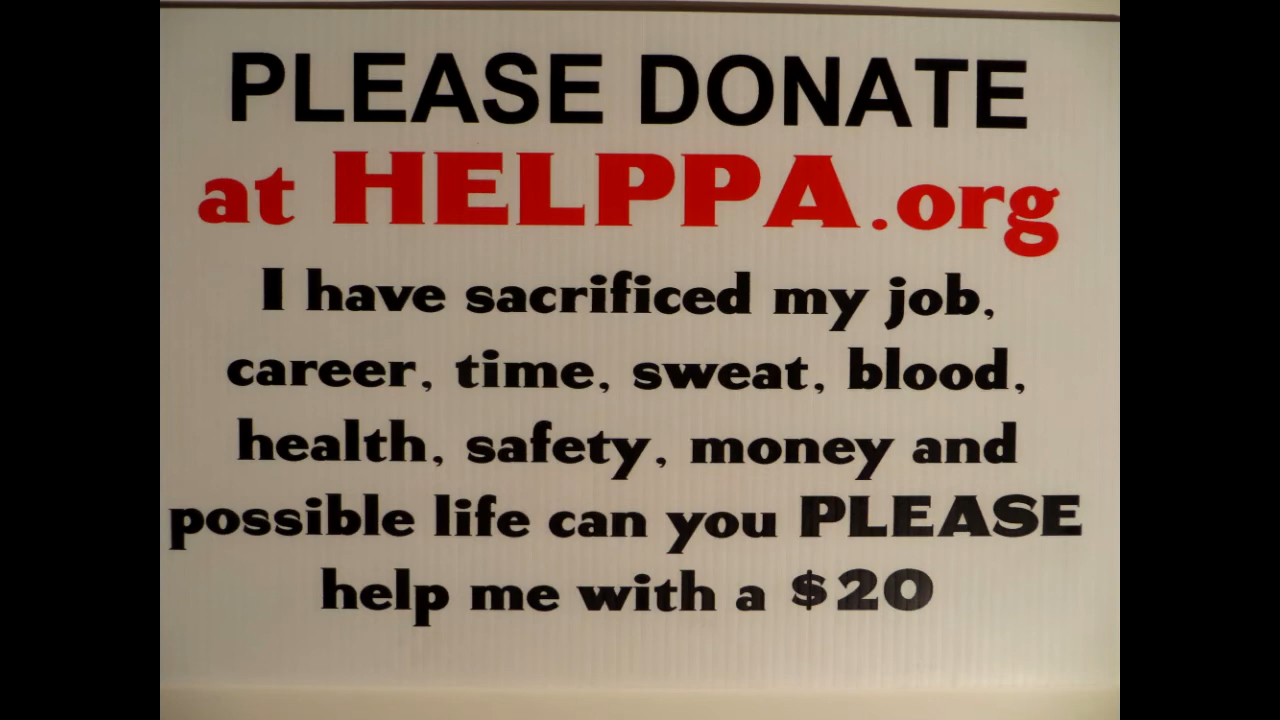 PLEASE DONATE
at HELPPA.org
I have sacrificed my job,
career, time, sweat, blood,
health, safety, money and
possible life can you PLEASE
help me with a $20